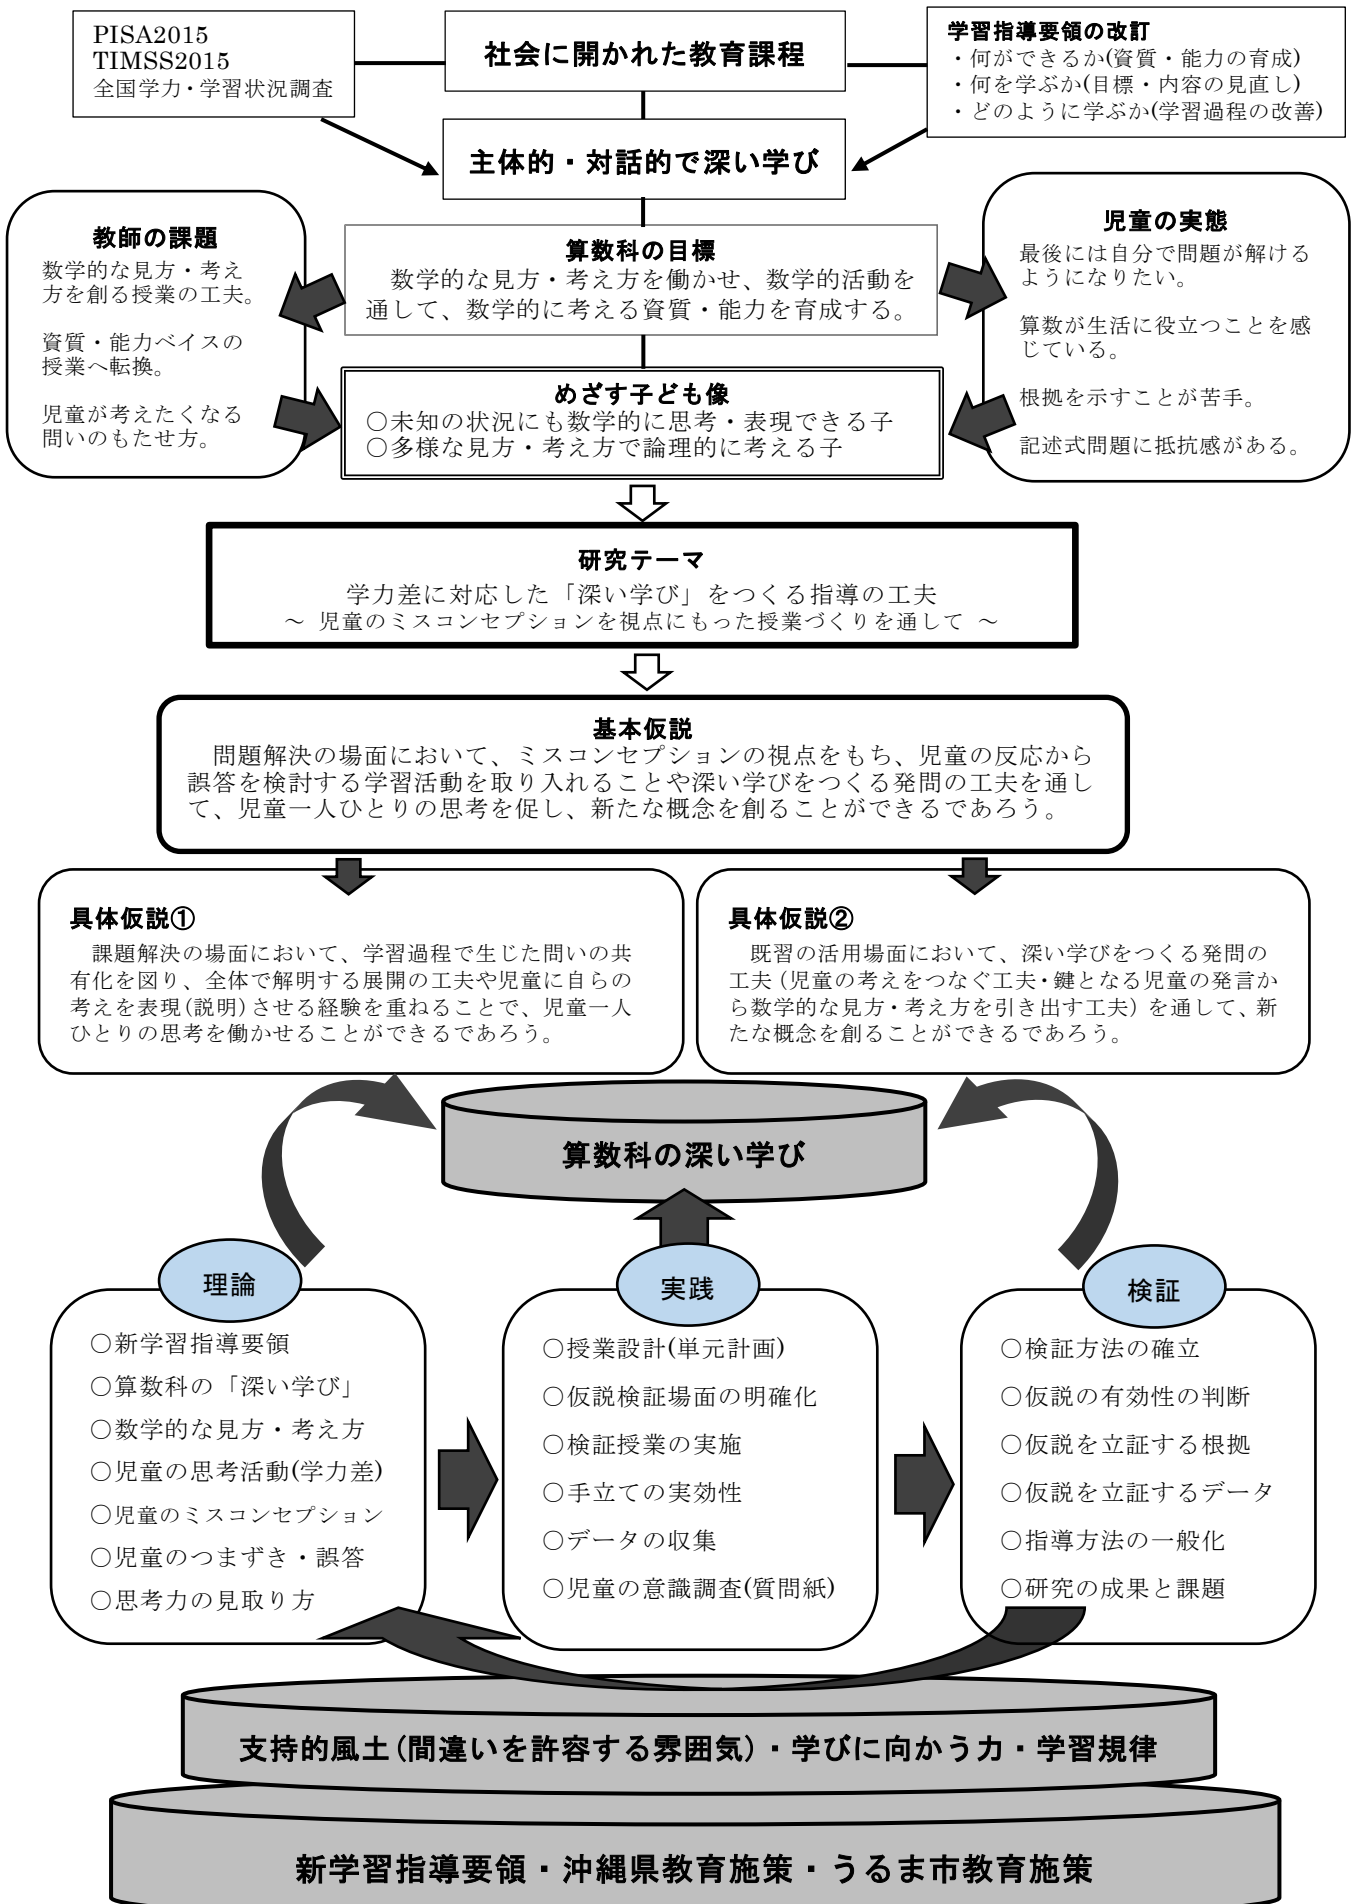 PISA2015
TIMSS2015
全国学力・学習状況調査
社会に開かれた教育課程
学習指導要領の改訂
・何ができるか(資質・能力の育成)
・何を学ぶか(目標・内容の見直し)
・どのように学ぶか(学習過程の改善)
主体的・対話的で深い学び
教師の課題
数学的な見方・考え
方を創る授業の工夫。
資質・能力ベイスの
授業へ転換。
児童が考えたくなる
問いのもたせ方。
算数科の目標
数学的な見方・考え方を働かせ、数学的活動を
通して、数学的に考える資質・能力を育成する。
めざす子ども像
○未知の状況にも数学的に思考・表現できる子
○多様な見方・考え方で論理的に考える子
児童の実態
最後には自分で問題が解ける
ようになりたい。
算数が生活に役立つことを感
じている。
根拠を示すことが苦手。
記述式問題に抵抗感がある。
研究テーマ
学力差に対応した「深い学び」をつくる指導の工夫
～ 児童のミスコンセプションを視点にもった授業づくりを通して ～
基本仮説
問題解決の場面において、ミスコンセプションの視点をもち、児童の反応から
誤答を検討する学習活動を取り入れることや深い学びをつくる発問の工夫を通し
て、児童一人ひとりの思考を促し、新たな概念を創ることができるであろう。
具体仮説①
課題解決の場面において、学習過程で生じた問いの共
有化を図り、全体で解明する展開の工夫や児童に自らの
考えを表現(説明)させる経験を重ねることで、児童一人
ひとりの思考を働かせることができるであろう。
具体仮説②
既習の活用場面において、深い学びをつくる発問の
工夫(児童の考えをつなぐ工夫・鍵となる児童の発言か
ら数学的な見方・考え方を引き出す工夫)を通して、新
たな概念を創ることができるであろう。
算数科の深い学び
理論
○新学習指導要領
○算数科の「深い学び」
○数学的な見方・考え方
○児童の思考活動(学力差)
○児童のミスコンセプション
○児童のつまずき・誤答
○思考力の見取り方
実践
○授業設計(単元計画)
○仮説検証場面の明確化
○検証授業の実施
○手立ての実効性
○データの収集
○児童の意識調査(質問紙)
検証
○検証方法の確立
○仮説の有効性の判断
○仮説を立証する根拠
○仮説を立証するデータ
○指導方法の一般化
○研究の成果と課題
支持的風土(間違いを許容する雰囲気)・学びに向かう力・学習規律
新学習指導要領・沖縄県教育施策・うるま市教育施策